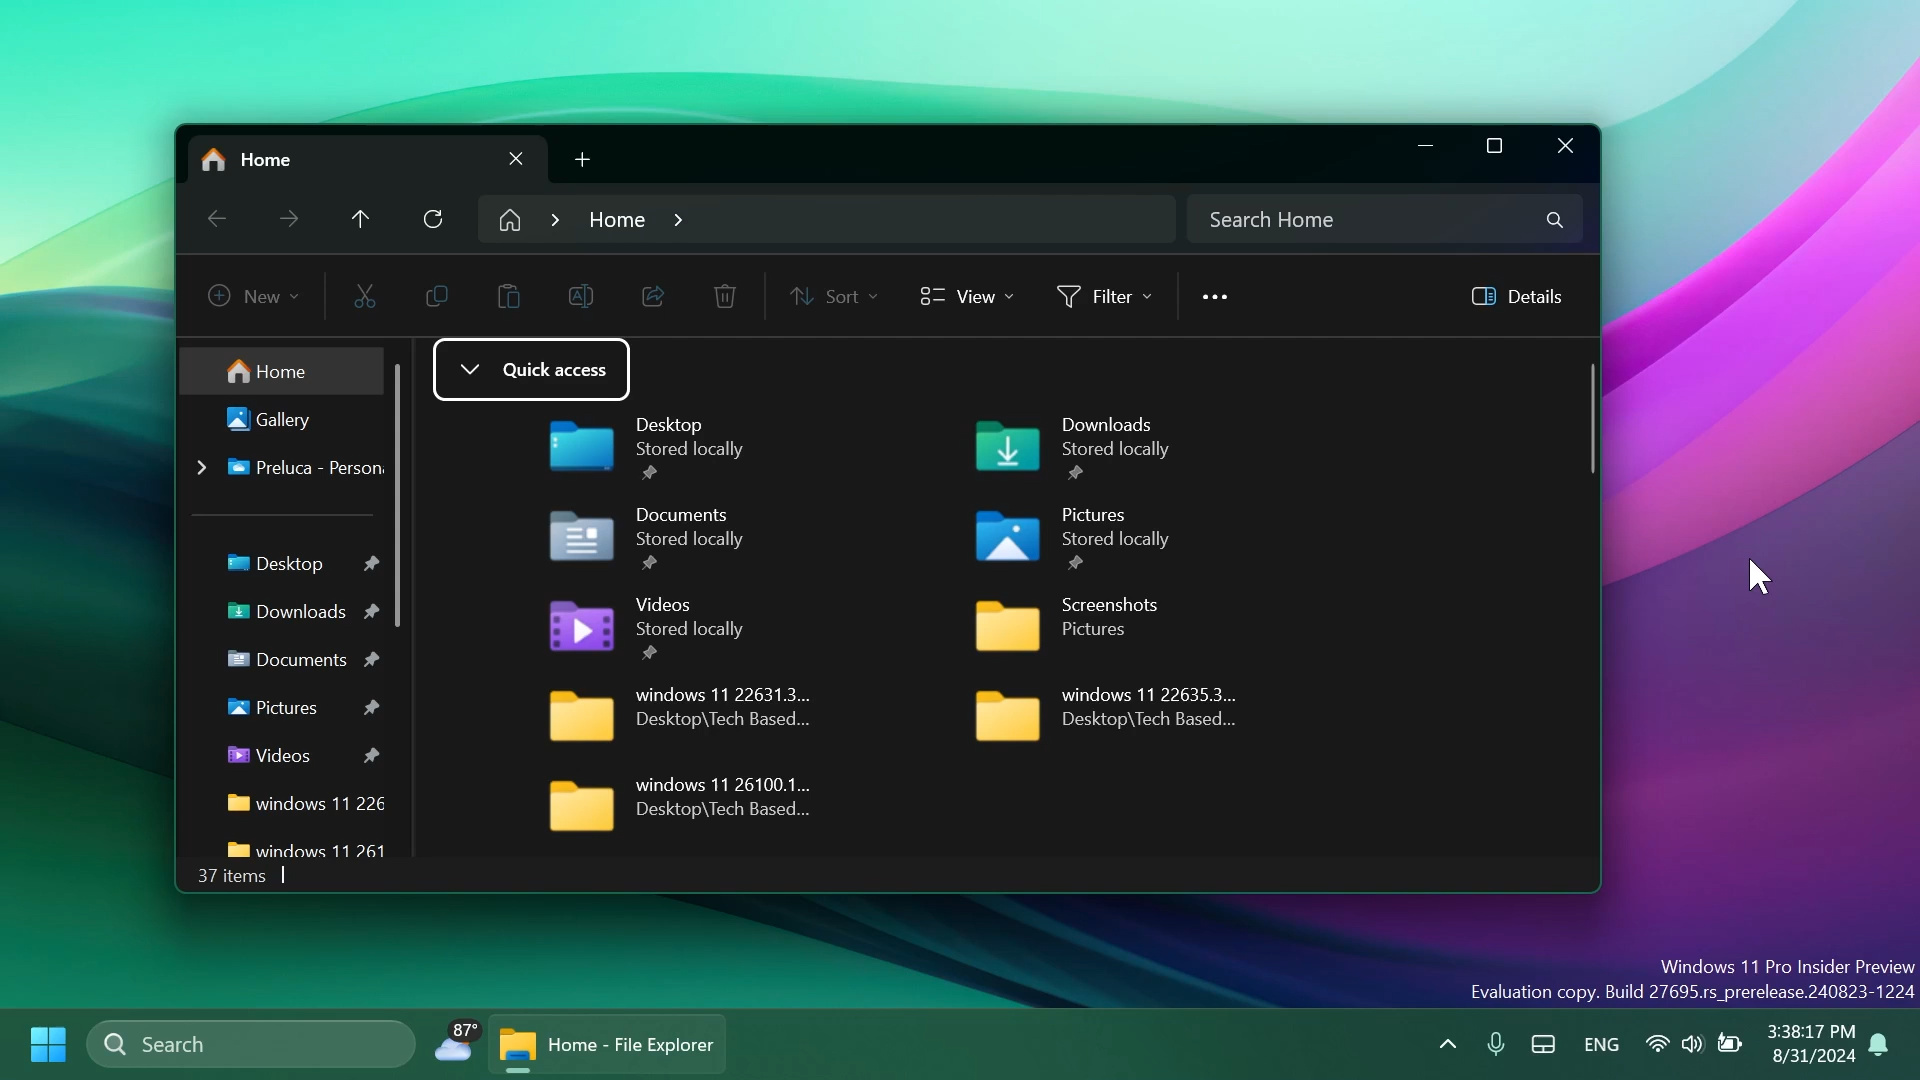 Home
Home
Search Home
New
Sort
View
Filter
Details
Home
Gallery
Preluca - Persona
Desktop
Downloads
Documents
Pictures
Videos
windows 11 226
windows 11 261
Quick access
Desktop
Stored locally
Downloads
Stored locally
Documents
Stored locally
Pictures
Stored locally
Videos
Stored locally
Screenshots
Pictures
windows 11 22631.3...
Desktop\Tech Based...
windows 11 22635.3...
Desktop\Tech Based...
windows 11 26100.1...
Desktop\Tech Based...
37 items
Windows 11 Pro Insider Preview
Evaluation copy. Build 27695.rs_prerelease.240823-1224
Search
87°
Home - File Explorer
ENG
3:38:17 PM
8/31/2024